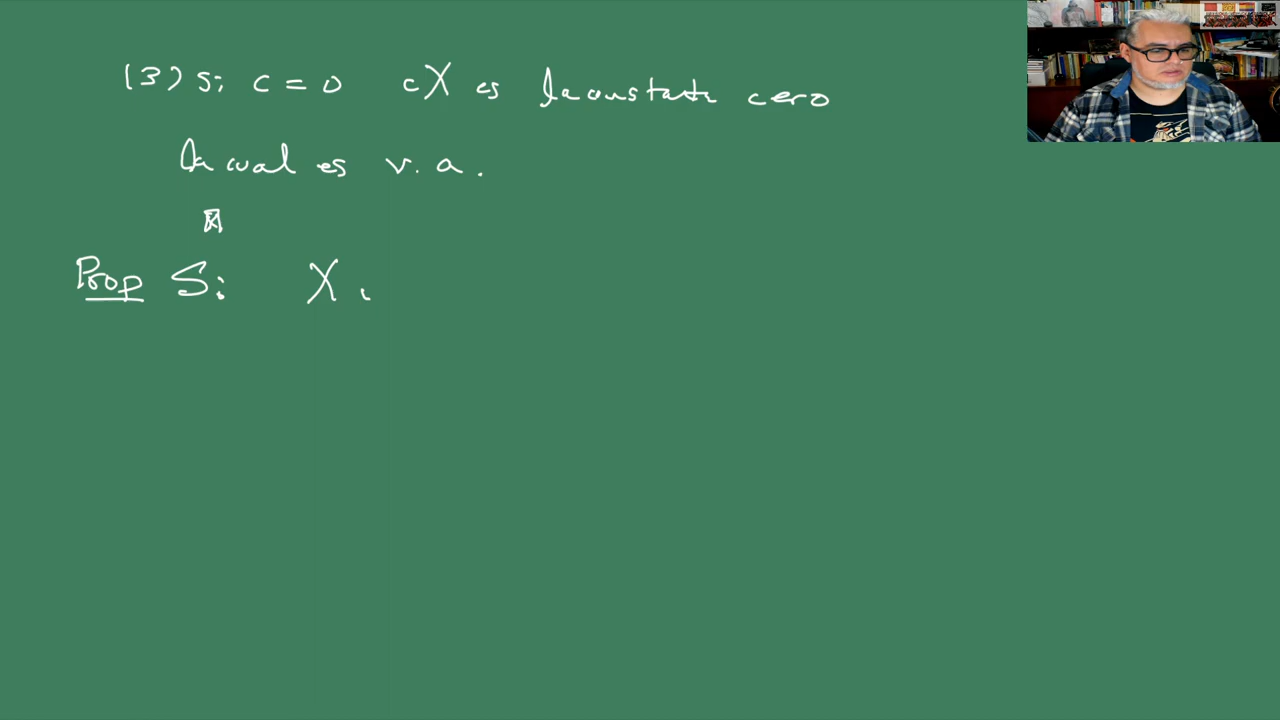 (3) Si c = 0 cX es la constante cero
la cual es v.a.
Prop Si X